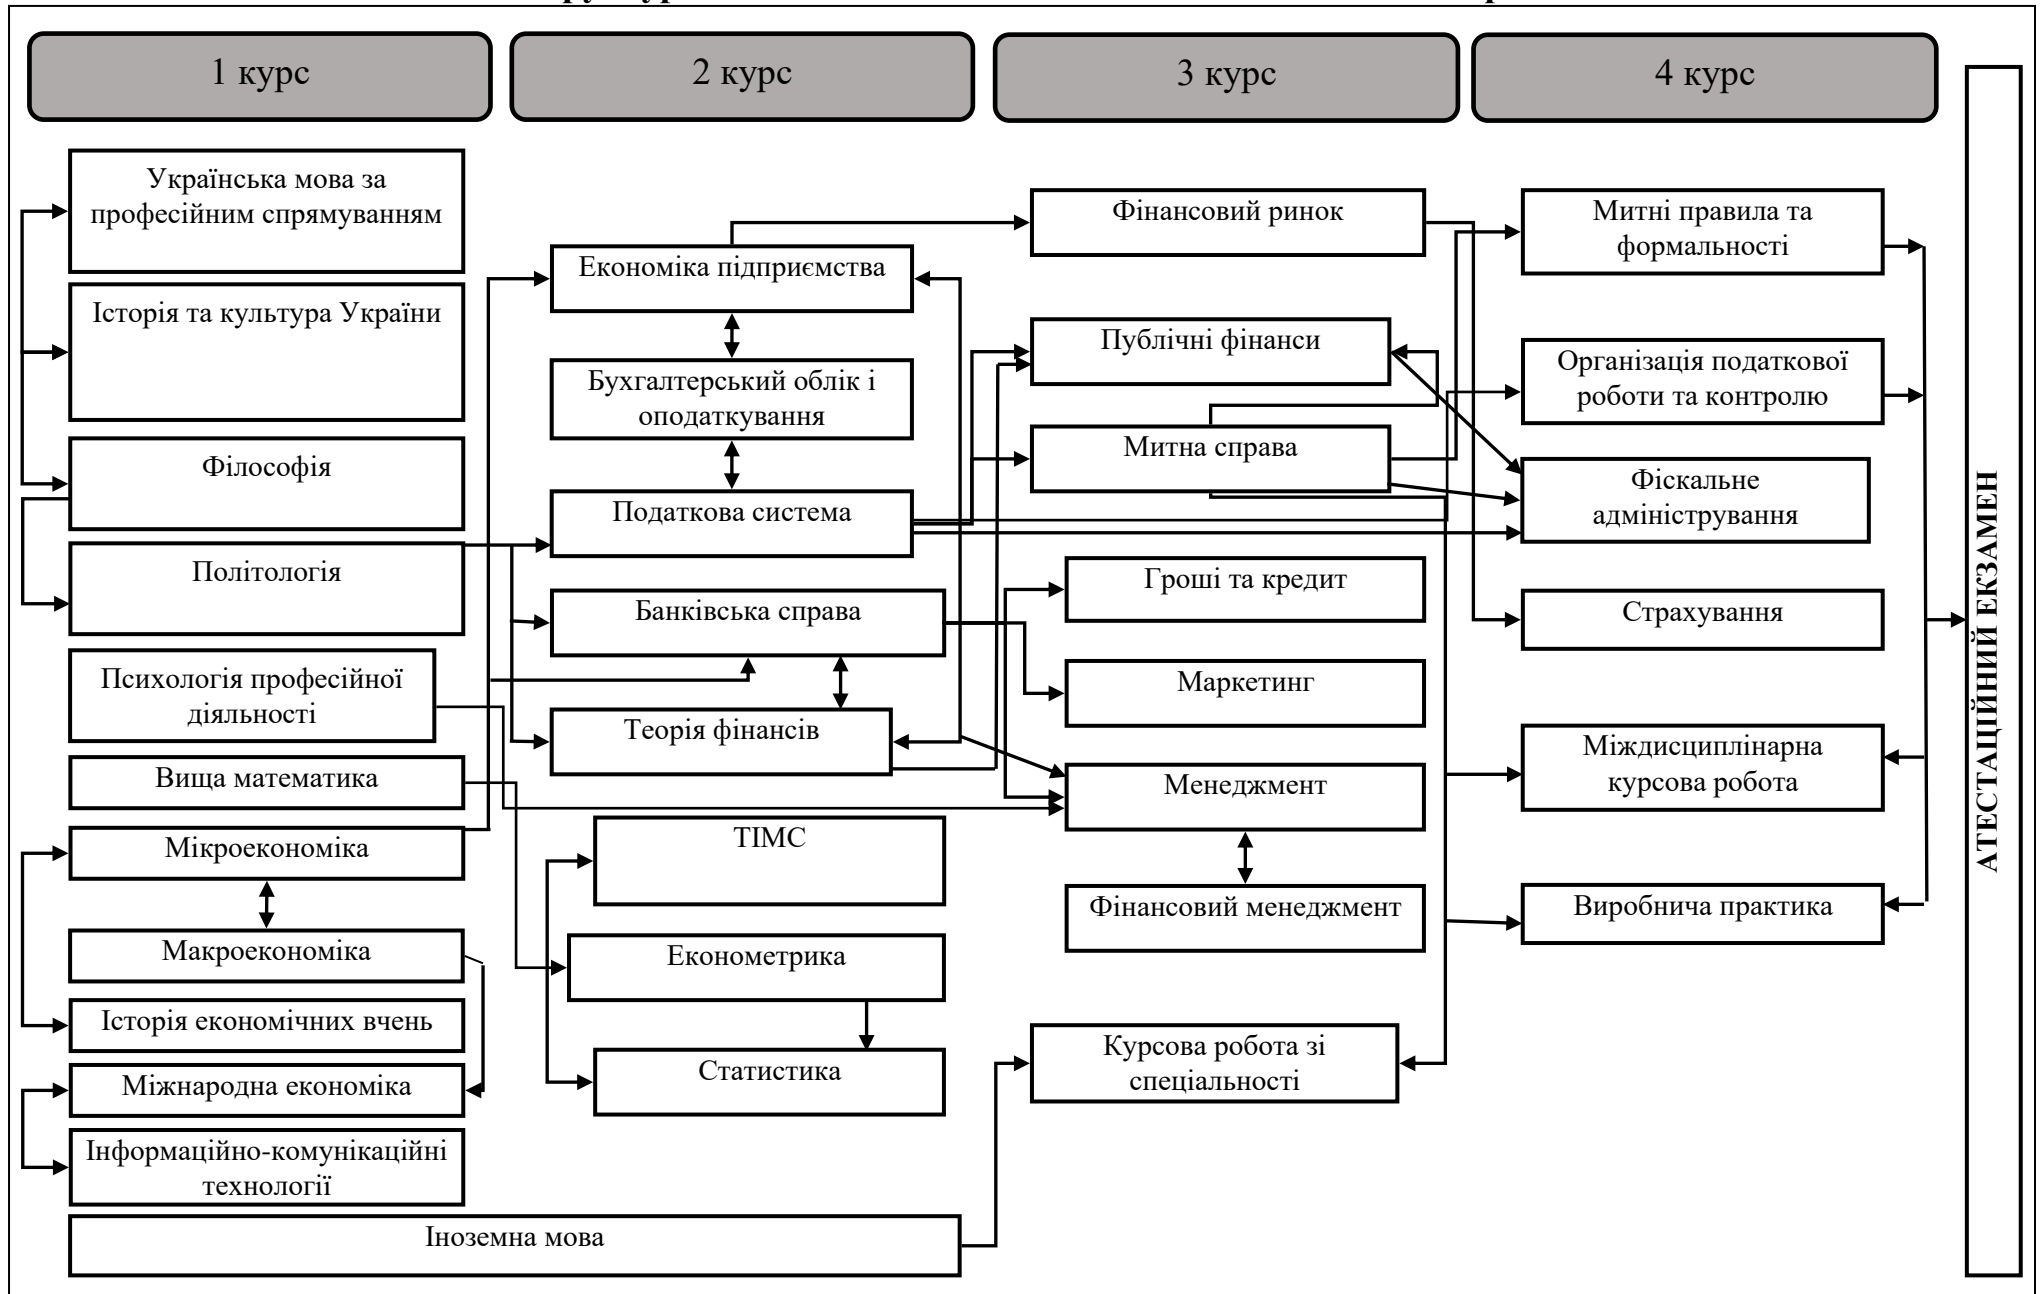 1 курс
2 курс
3 курс
4 курс
Українська мова за
професійним спрямуванням
Історія та культура України
Філософія
Політологія
Психологія професійної
діяльності
Вища математика
Мікроекономіка
Макроекономіка
Історія економічних вчень
Міжнародна економіка
Інформаційно-комунікаційні
технології
Іноземна мова
Економіка підприємства
Бухгалтерський облік і
оподаткування
Податкова система
Банківська справа
Теорія фінансів
ТІМС
Економетрика
Статистика
Фінансовий ринок
Публічні фінанси
Митна справа
Гроші та кредит
Маркетинг
Менеджмент
Фінансовий менеджмент
Курсова робота зі
спеціальності
Митні правила та
формальності
Організація податкової
роботи та контролю
Фіскальне
адміністрування
Страхування
Міждисциплінарна
курсова робота
Виробнича практика
АТЕСТАЦІЙНИЙ ЕКЗАМЕН